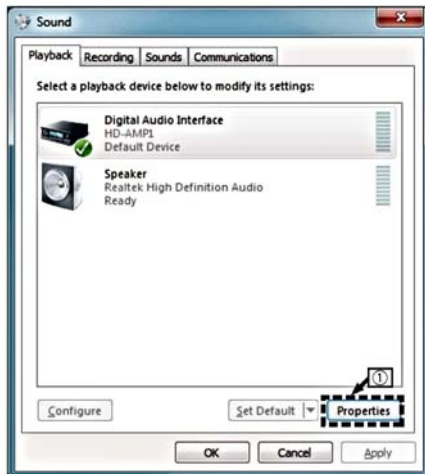 Sound
Playback Recording Sounds Communications
Select a playback device below to modify its settings:
Digital Audio Interface
HD-AMP1
Default Device
Speaker
Realtek High Definition Audio
Ready
①
Configure Set Default Properties
OK Cancel Apply